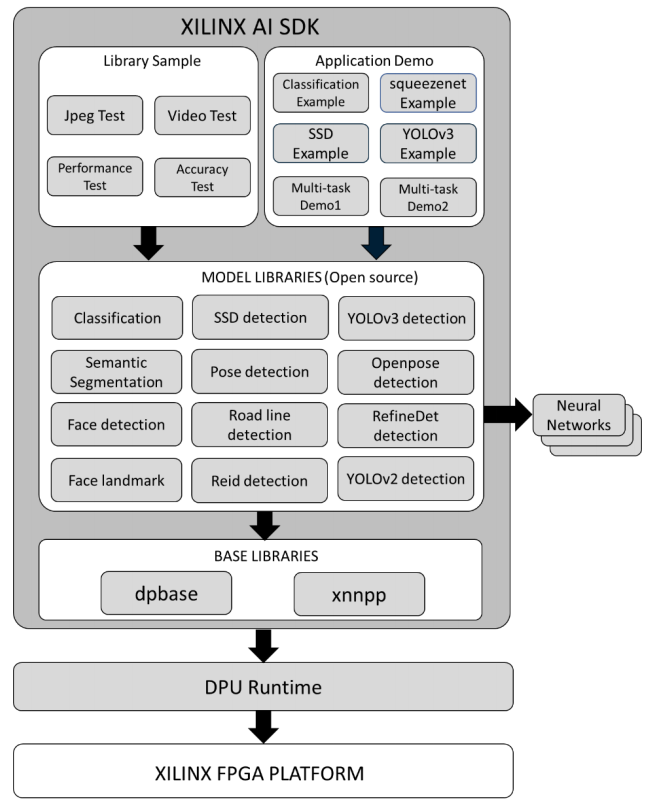 XILINX AI SDK
Library Sample
Jpeg Test
Video Test
Performance
Test
Accuracy
Test
Application Demo
Classification
Example
squeezenet
Example
SSD
Example
YOLOv3
Example
Multi-task
Demo1
Multi-task
Demo2
MODEL LIBRARIES (Open source)
Classification
SSD detection
YOLOv3 detection
Semantic
Segmentation
Pose detection
Openpose
detection
Face detection
Road line
detection
RefineDet
detection
Face landmark
Reid detection
YOLOv2 detection
Neural
Networks
BASE LIBRARIES
dpbase
xnnpp
DPU Runtime
XILINX FPGA PLATFORM